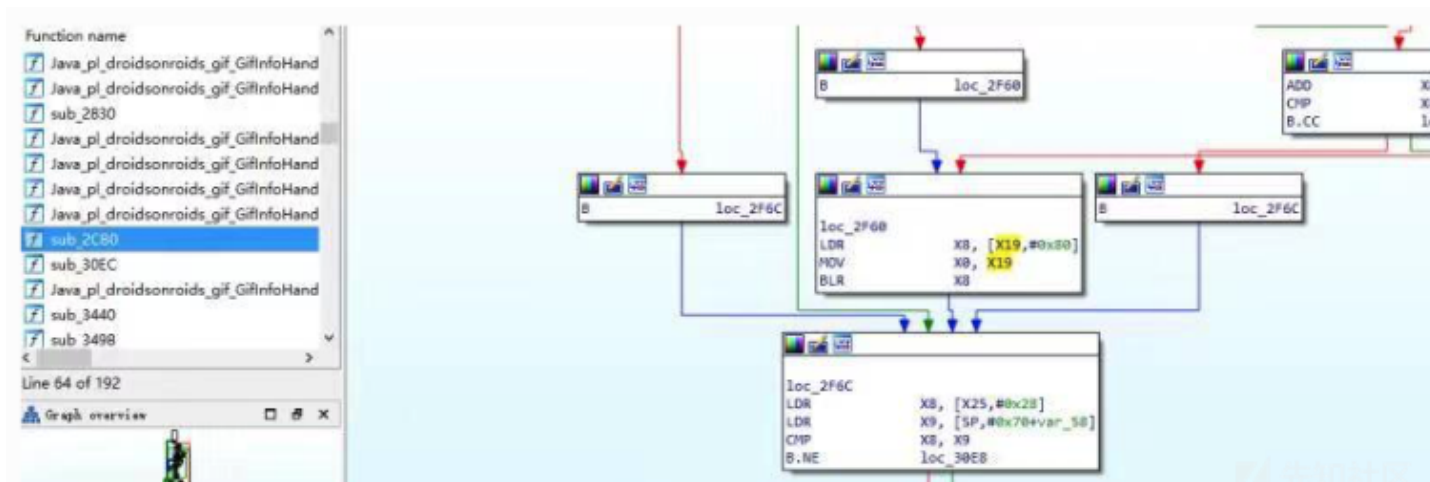 Function name
Java_pl_droidsonroids_gif_GifInfoHand
Java_pl_droidsonroids_gif_GifInfoHand
sub_2830
Java_pl_droidsonroids_gif_GifInfoHand
Java_pl_droidsonroids_gif_GifInfoHand
Java_pl_droidsonroids_gif_GifInfoHand
Java_pl_droidsonroids_gif_GifInfoHand
sub_2CB0
sub_30EC
Java_pl_droidsonroids_gif_GifInfoHand
sub_3440
sub_3498
Line 64 of 192
Graph overview
B loc_2F60
ADD
CMP
B.CC
B loc_2F6C
loc_2F60
LDR X8, [X19,#0x80]
MOV X0, X19
BLR X8
B loc_2F6C
loc_2F6C
LDR X8, [X25,#0x28]
LDR X9, [SP,#0x70+var_58]
CMP X8, X9
B.NE loc_30E8